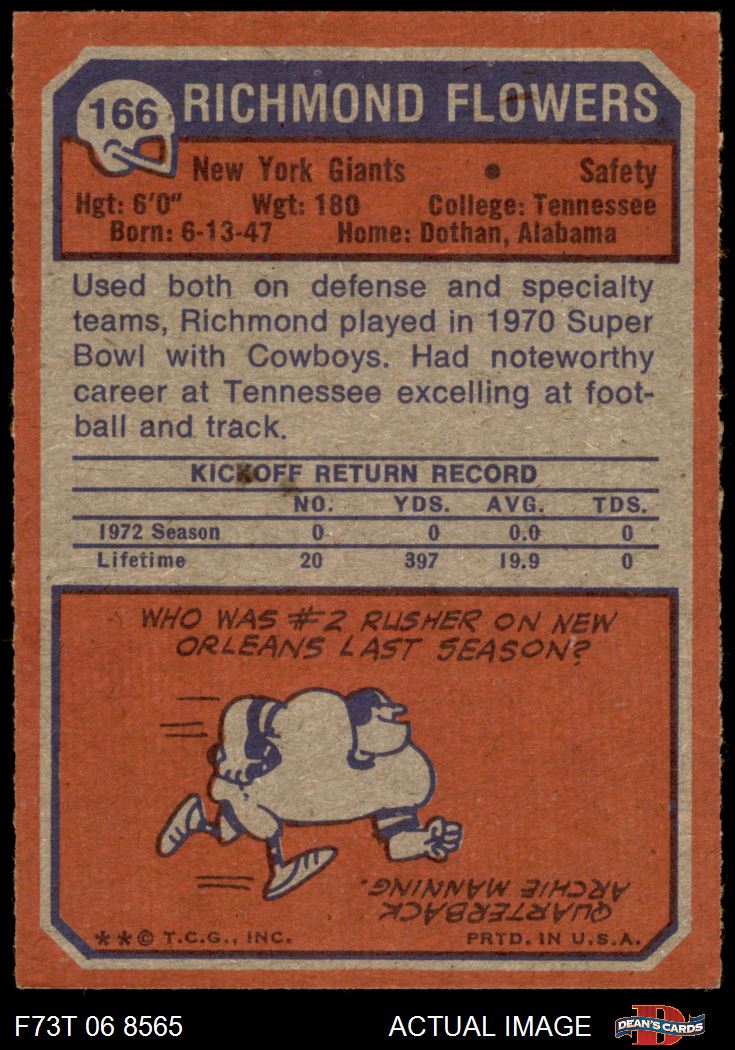 166 RICHMOND FLOWERS
New York Giants • Safety
Hgt: 6'0" Wgt: 180 College: Tennessee
Born: 6-13-47 Home: Dothan, Alabama
Used both on defense and specialty
teams, Richmond played in 1970 Super
Bowl with Cowboys. Had noteworthy
career at Tennessee excelling at foot-
ball and track.
KICKOFF RETURN RECORD
NO. YDS. AVG. TDS.
1972 Season 0 0 0.0 0
Lifetime 20 397 19.9 0
WHO WAS #2 RUSHER ON NEW
ORLEANS LAST SEASON?
QUARTERBACK
ARCHIE MANNING.
**© T.C.G., INC. PRTD. IN U.S.A.
F73T 06 8565 ACTUAL IMAGE DEAN'S CARDS